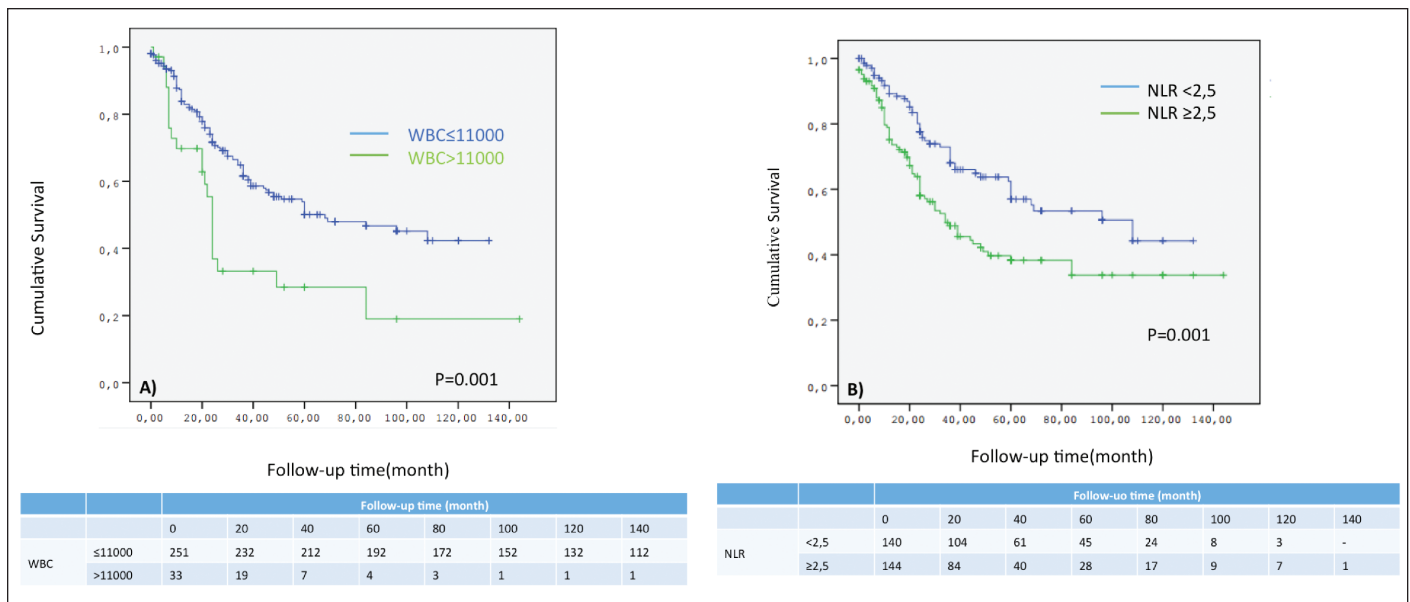 1,0
0,8
0,6
0,4
0,2
0,0
Cumulative Survival
WBC≤11000
WBC>11000
P=0.001
A)
0,00 20,00 40,00 60,00 80,00 100,00 120,00 140,00
Follow-up time(month)
Follow-up time (month)
0 20 40 60 80 100 120 140
WBC
≤11000 251 232 212 192 172 152 132 112
>11000 33 19 7 4 3 1 1 1
1,0
0,8
0,6
0,4
0,2
0,0
Cumulative Survival
NLR <2,5
NLR ≥2,5
P=0.001
B)
0,00 20,00 40,00 60,00 80,00 100,00 120,00 140,00
Follow-up time(month)
Follow-uo time (month)
0 20 40 60 80 100 120 140
NLR
<2,5 140 104 61 45 24 8 3 -
≥2,5 144 84 40 28 17 9 7 1